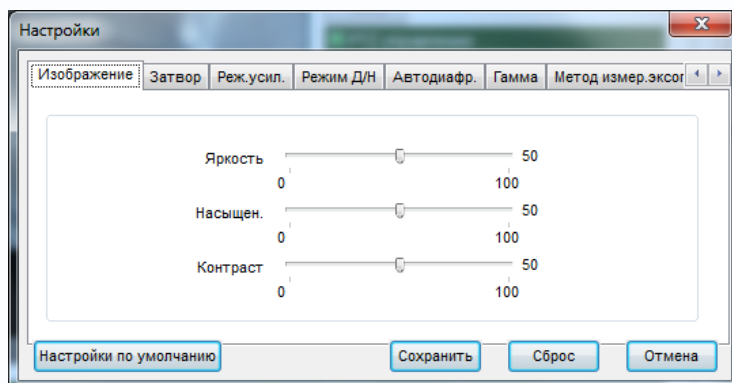 Настройки
Изображение Затвор Реж.усил. Режим Д/Н Автодиафр. Гамма Метод измер.экспо
Яркость 50
0 100
Насыщен. 50
0 100
Контраст 50
0 100
Настройки по умолчанию Сохранить Сброс Отмена